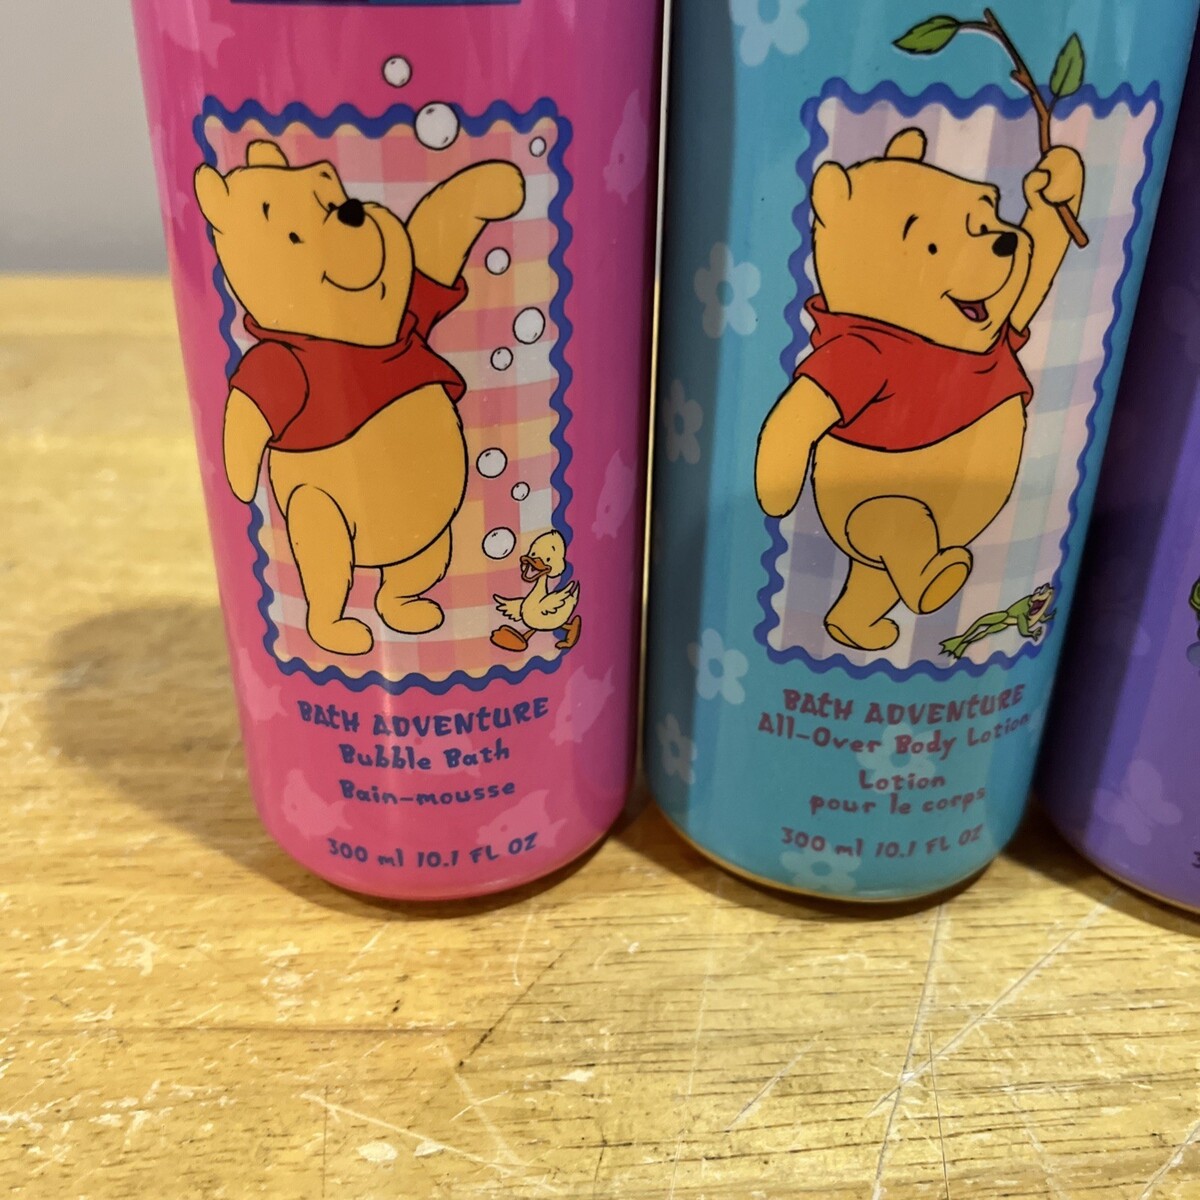 BATH ADVENTURE
Bubble Bath
Bain-mousse
300 ml 10.1 FL OZ
BATH ADVENTURE
All-Over Body Lotion
Lotion
pour le corps
300 ml 10.1 FL OZ